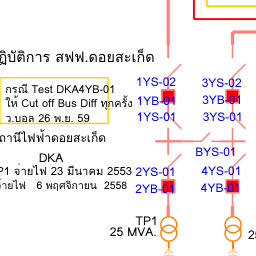 ฏิบัติการ สฟฟ.ดอยสะเก็ด
1YS-02
3YS-02
กรณี Test DKA4YB-01
ให้ Cut off Bus Diff ทุกครั้ง
ว.บอล 26 พ.ย. 59
1YB-01
3YB-01
1YS-01
3YS-01
ถานีไฟฟ้าดอยสะเก็ด
BYS-01
DKA
P1 จ่ายไฟ 23 มีนาคม 2553
จ่ายไฟ 6 พฤศจิกายน 2558
2YS-01
4YS-01
2YB-01
4YB-01
TP1
25 MVA.
25